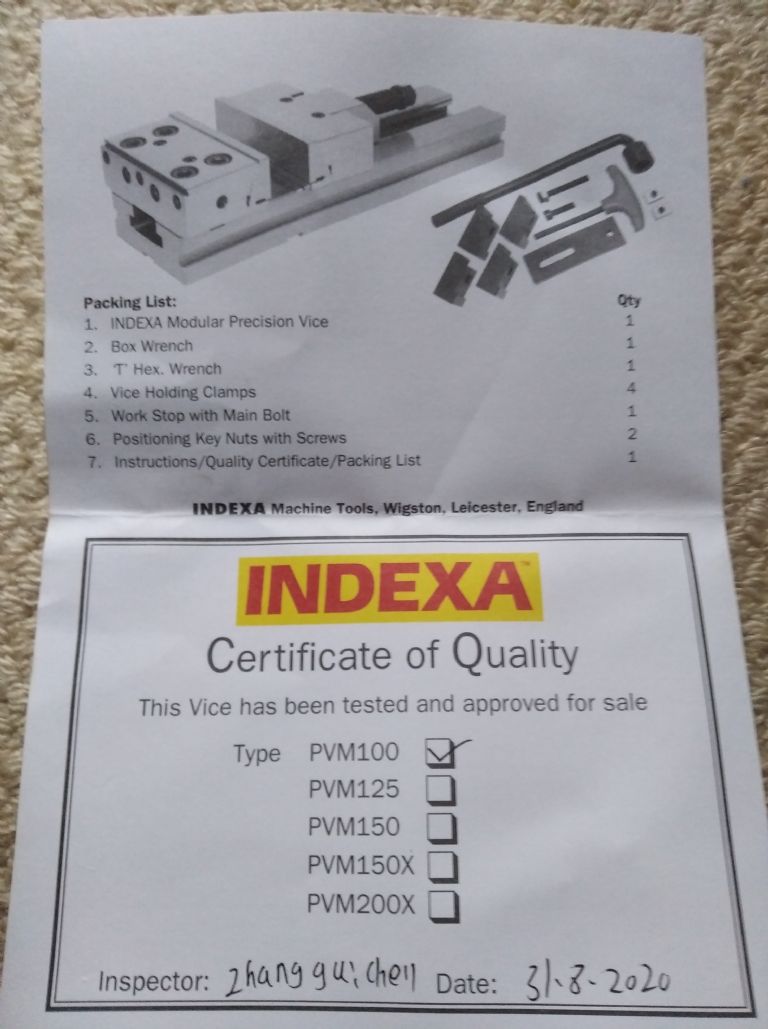 Packing List: Qty
1. INDEXA Modular Precision Vice 1
2. Box Wrench 1
3. 'T' Hex. Wrench 1
4. Vice Holding Clamps 4
5. Work Stop with Main Bolt 1
6. Positioning Key Nuts with Screws 2
7. Instructions/Quality Certificate/Packing List 1
INDEXA Machine Tools, Wigston, Leicester, England
INDEXA™
Certificate of Quality
This Vice has been tested and approved for sale
Type PVM100
PVM125
PVM150
PVM150X
PVM200X
Inspector: zhang gui chen Date: 31.8.2020